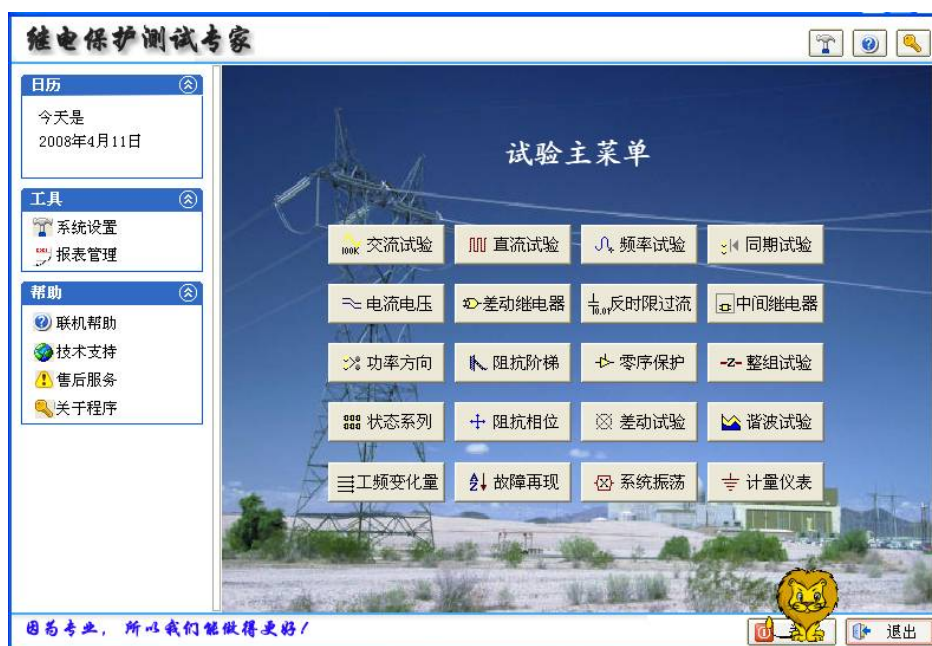 继电保护测试专家
日历
今天是
2008年4月11日
工具
系统设置
报表管理
帮助
联机帮助
技术支持
售后服务
关于程序
试验主菜单
交流试验 直流试验 频率试验 同期试验
电流电压 差动继电器 反时限过流 中间继电器
功率方向 阻抗阶梯 零序保护 整组试验
状态系列 阻抗相位 差动试验 谐波试验
工频变化量 故障再现 系统振荡 计量仪表
因为专业，所以我们能做得更好！
退出